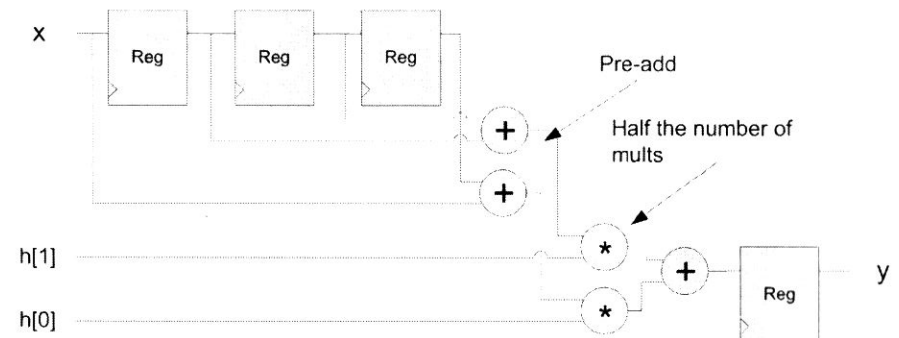 x
Reg
Reg
Reg
Pre-add
+
Half the number of
mults
+
*
h[1]
+
y
Reg
*
h[0]